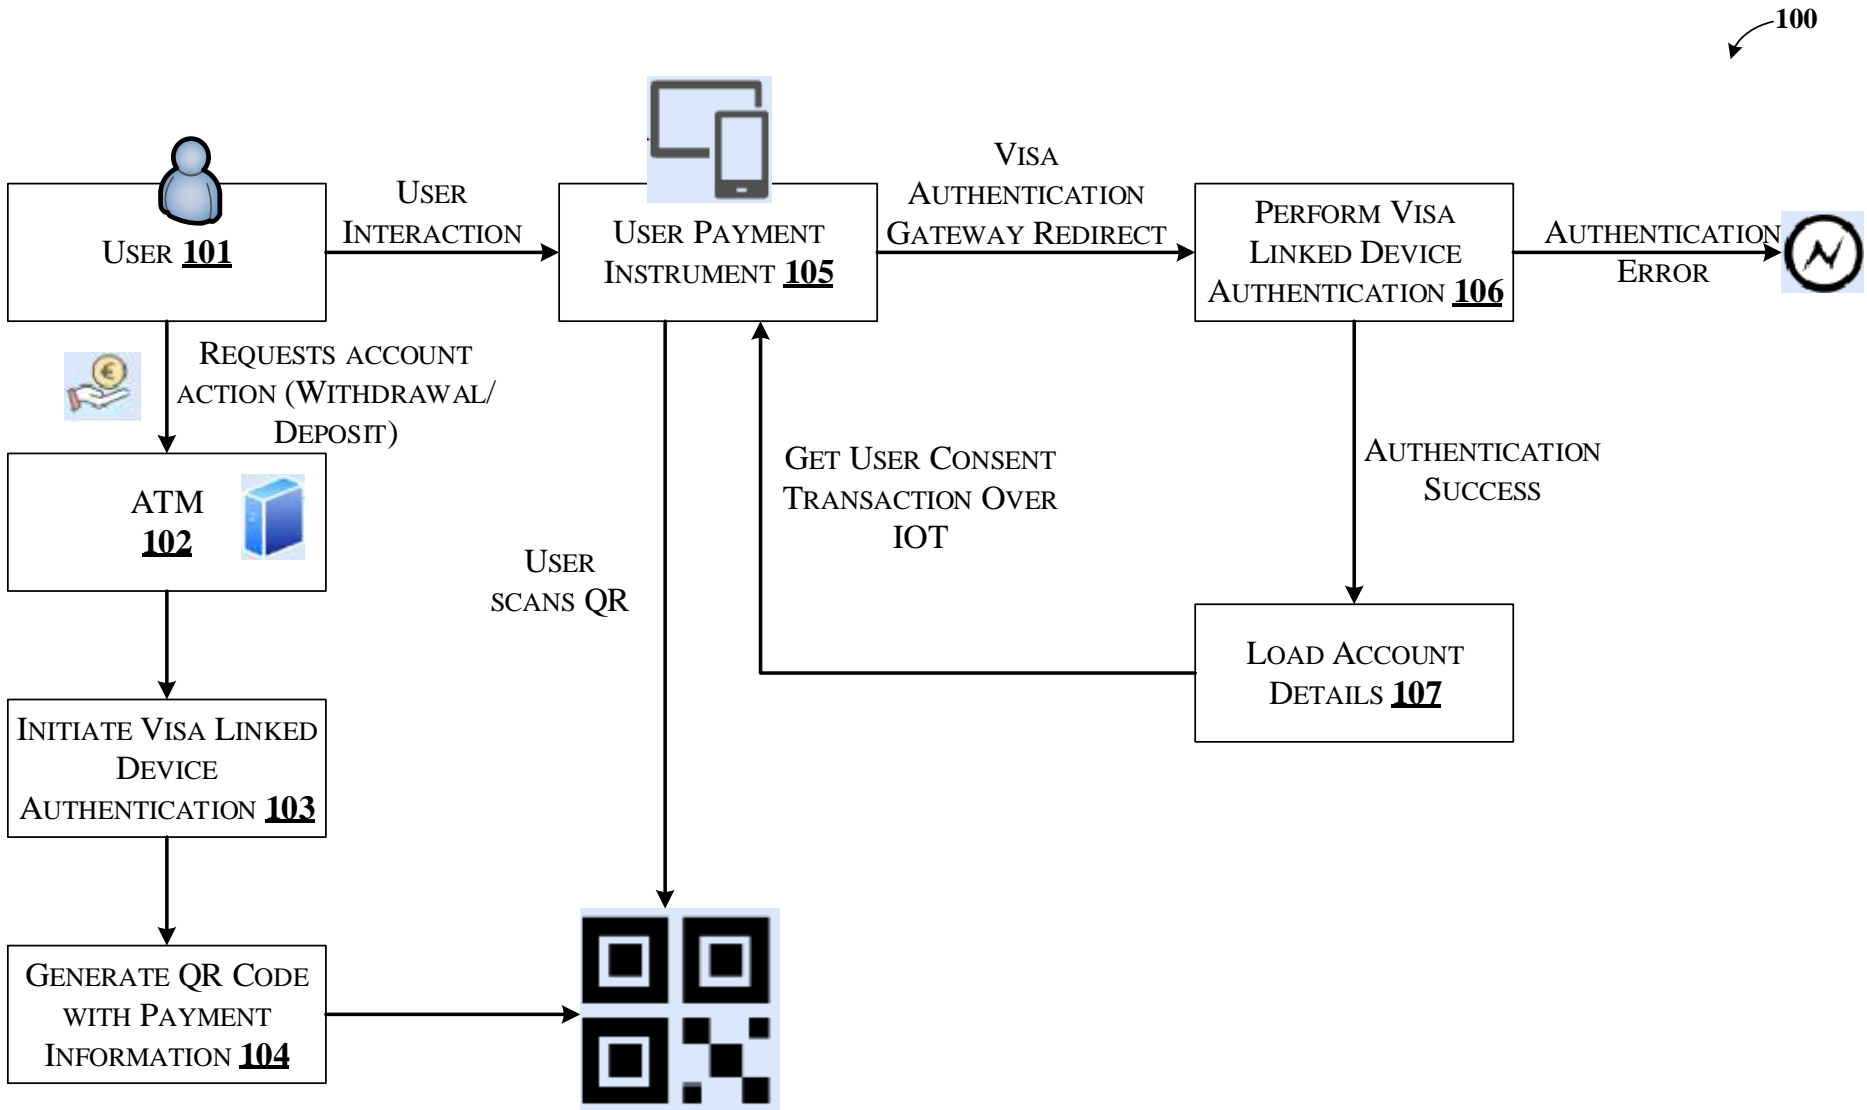 100
USER 101
USER
INTERACTION
USER PAYMENT
INSTRUMENT 105
VISA
AUTHENTICATION
GATEWAY REDIRECT
PERFORM VISA
LINKED DEVICE
AUTHENTICATION 106
AUTHENTICATION
ERROR
REQUESTS ACCOUNT
ACTION (WITHDRAWAL/
DEPOSIT)
ATM
102
GET USER CONSENT
TRANSACTION OVER
IOT
AUTHENTICATION
SUCCESS
USER
SCANS QR
LOAD ACCOUNT
DETAILS 107
INITIATE VISA LINKED
DEVICE
AUTHENTICATION 103
GENERATE QR CODE
WITH PAYMENT
INFORMATION 104